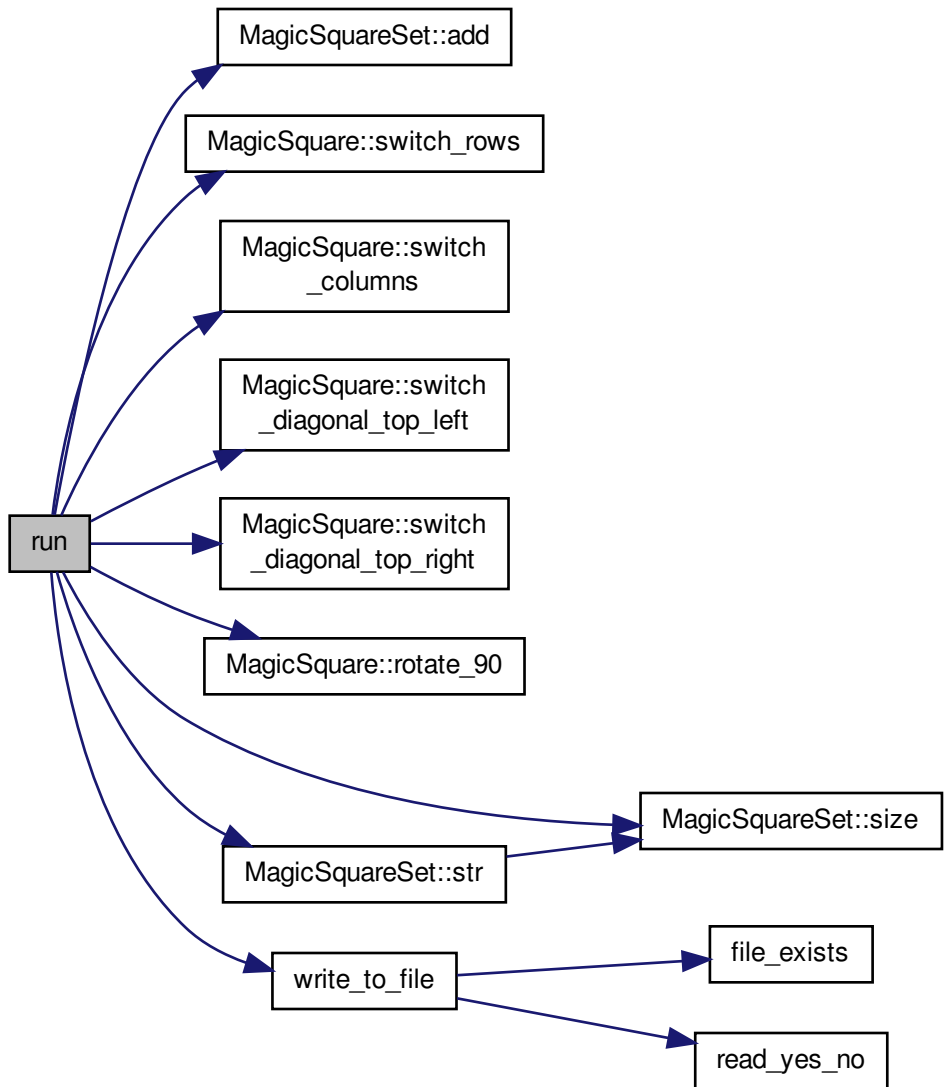 MagicSquareSet::add
MagicSquare::switch_rows
MagicSquare::switch
_columns
MagicSquare::switch
_diagonal_top_left
run
MagicSquare::switch
_diagonal_top_right
MagicSquare::rotate_90
MagicSquareSet::size
MagicSquareSet::str
file_exists
write_to_file
read_yes_no